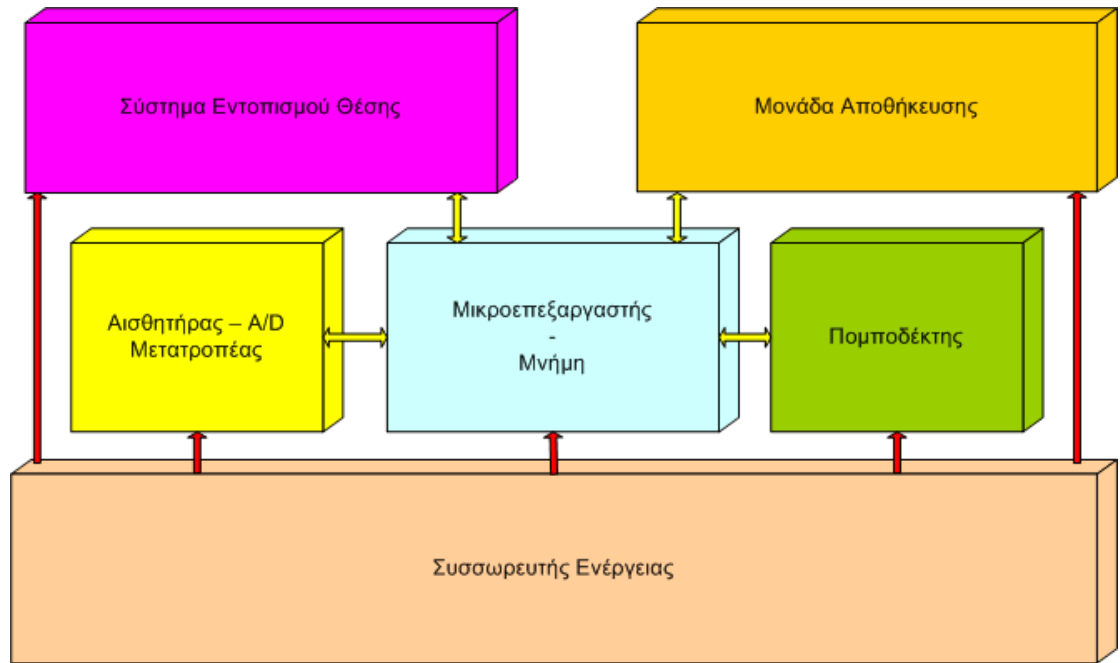 Σύστημα Εντοπισμού Θέσης
Μονάδα Αποθήκευσης
Αισθητήρας – A/D
Μετατροπέας
Μικροεπεξαργαστής
-
Μνήμη
Πομποδέκτης
Συσσωρευτής Ενέργειας